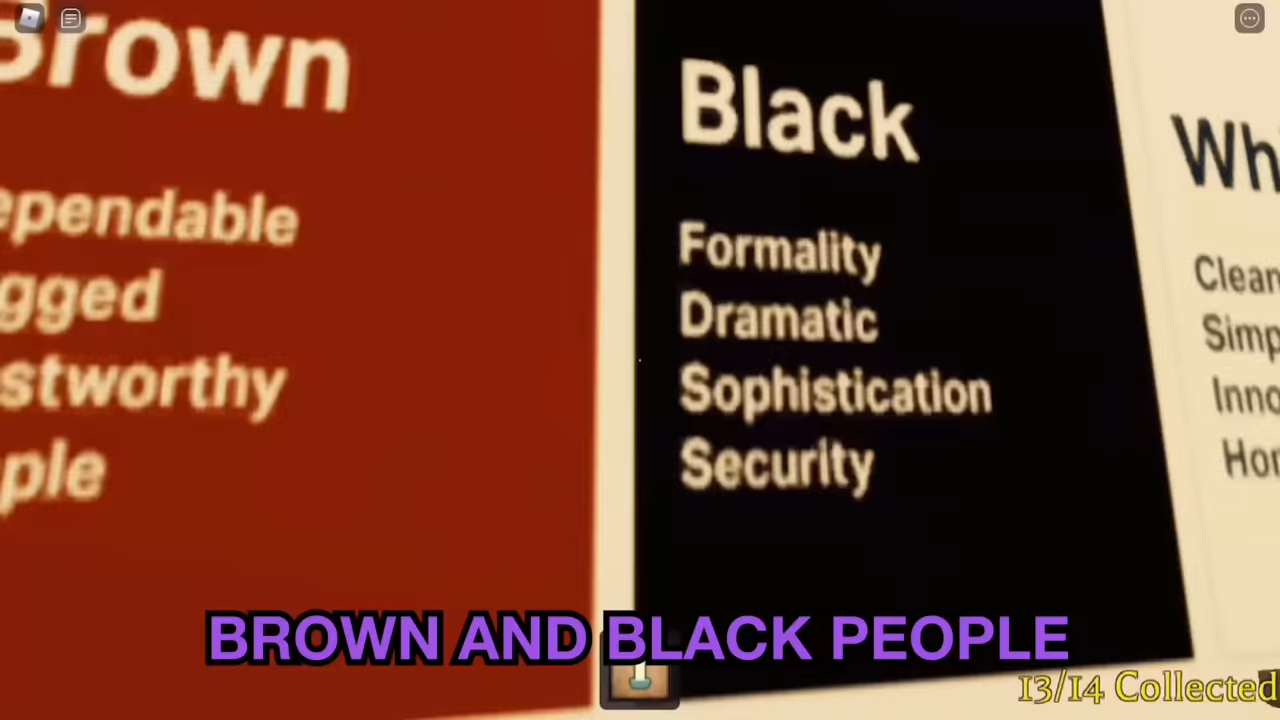 Brown
ependable
gged
stworthy
ple
Black
Formality
Dramatic
Sophistication
Security
Wh
Clean
Simp
Inno
Hon
BROWN AND BLACK PEOPLE
13/14 Collected